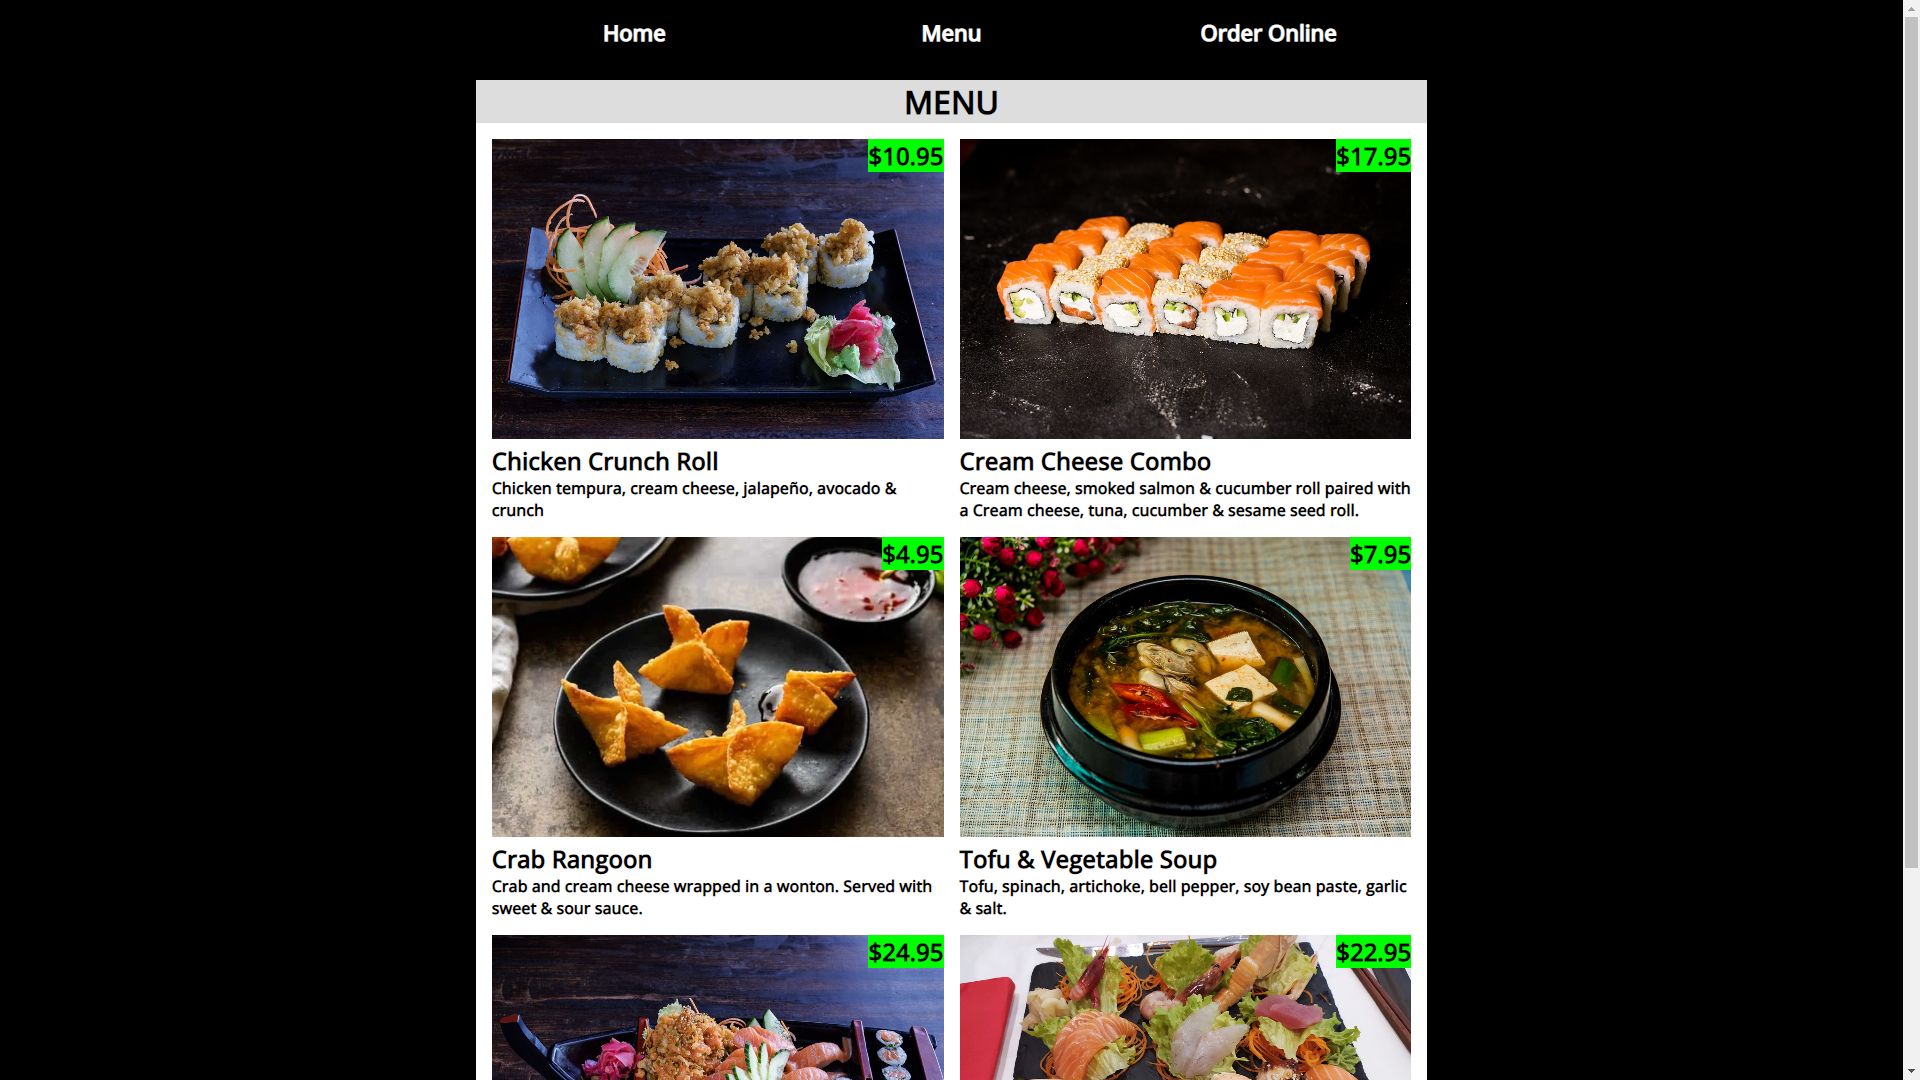 Home
Menu
Order Online
MENU
$10.95
$17.95
Chicken Crunch Roll
Chicken tempura, cream cheese, jalapeño, avocado &
crunch
Cream Cheese Combo
Cream cheese, smoked salmon & cucumber roll paired with
a Cream cheese, tuna, cucumber & sesame seed roll.
$4.95
$7.95
Crab Rangoon
Crab and cream cheese wrapped in a wonton. Served with
sweet & sour sauce.
Tofu & Vegetable Soup
Tofu, spinach, artichoke, bell pepper, soy bean paste, garlic
& salt.
$24.95
$22.95